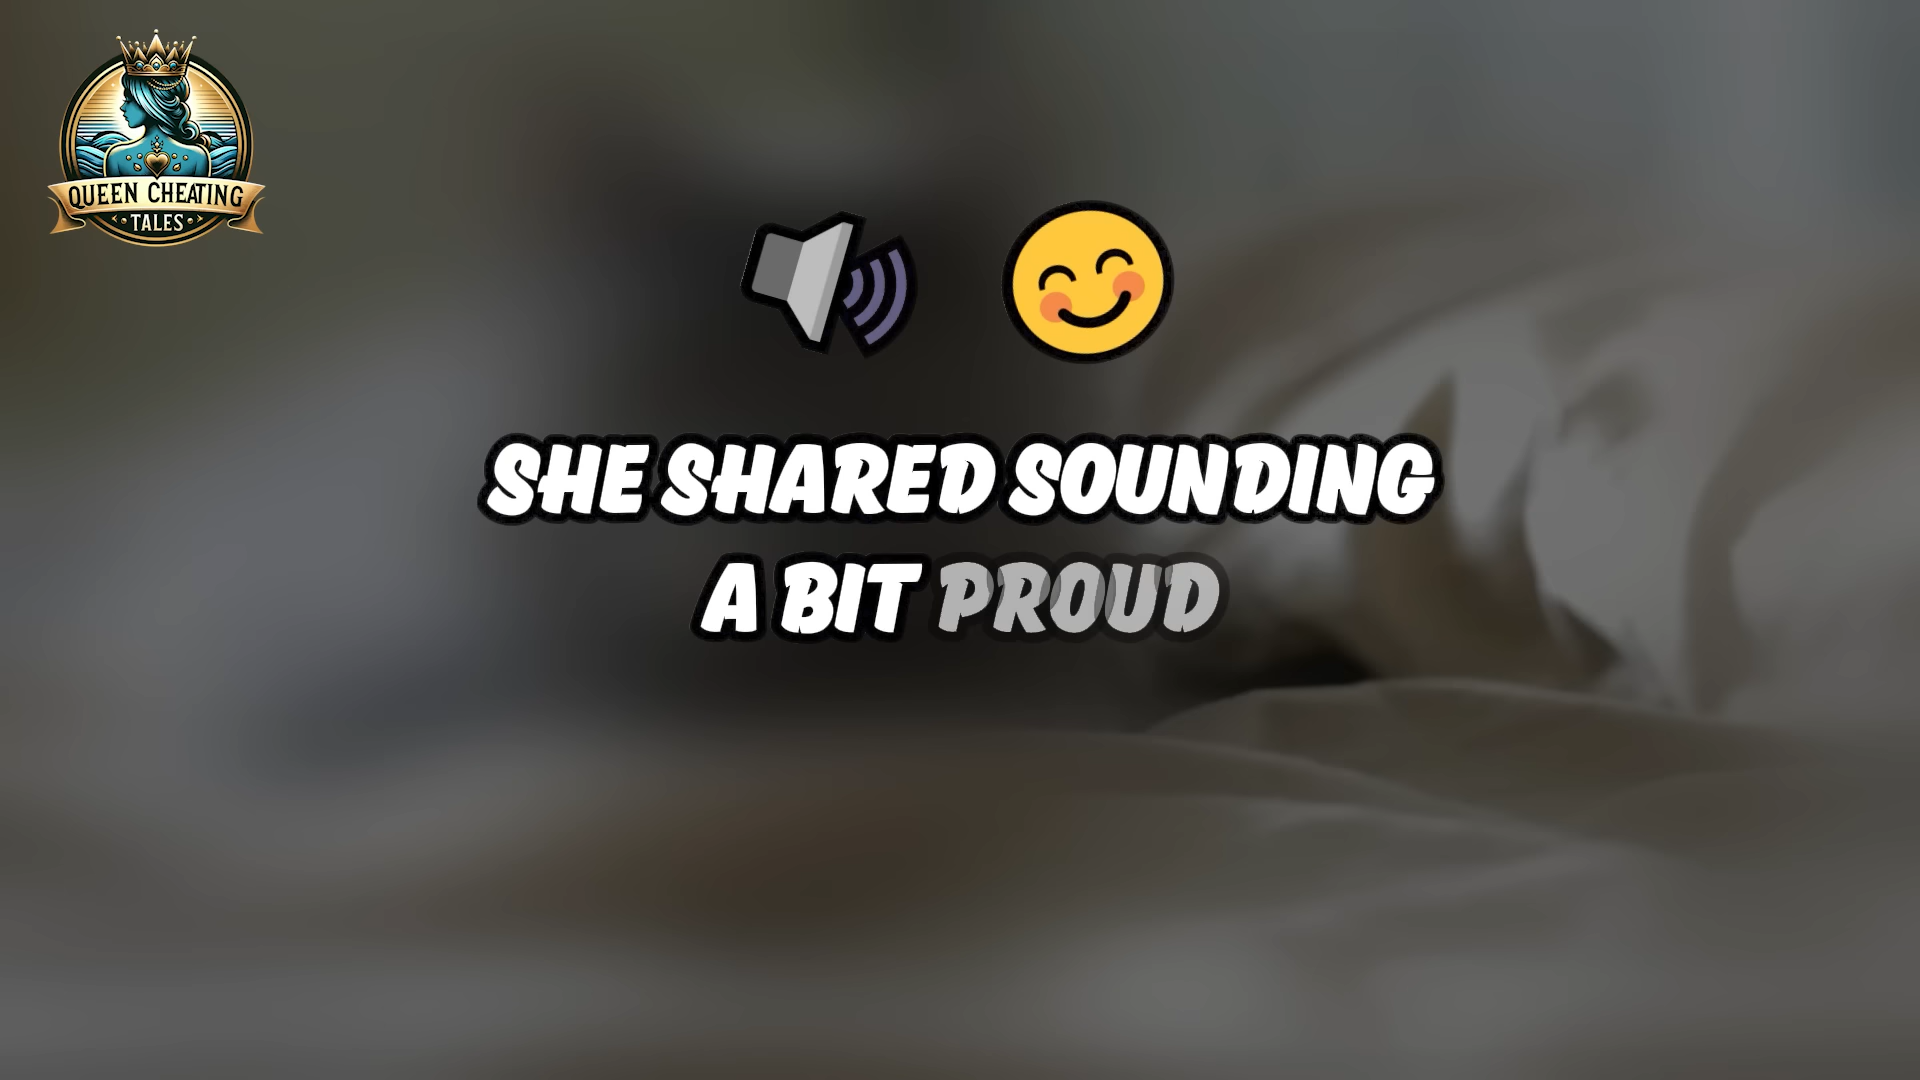 QUEEN CHEATING
TALES
SHE SHARED SOUNDING
A BIT PROUD